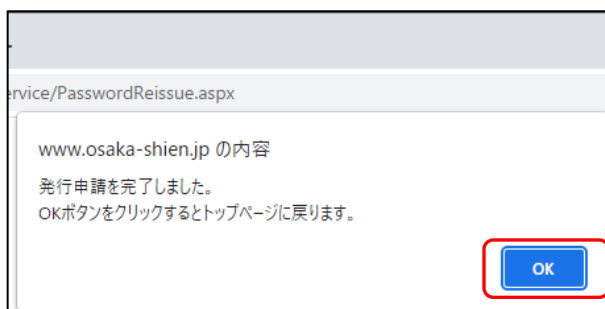 ervice/PasswordReissue.aspx
www.osaka-shien.jp の内容
発行申請を完了しました。
OKボタンをクリックするとトップページに戻ります。
OK